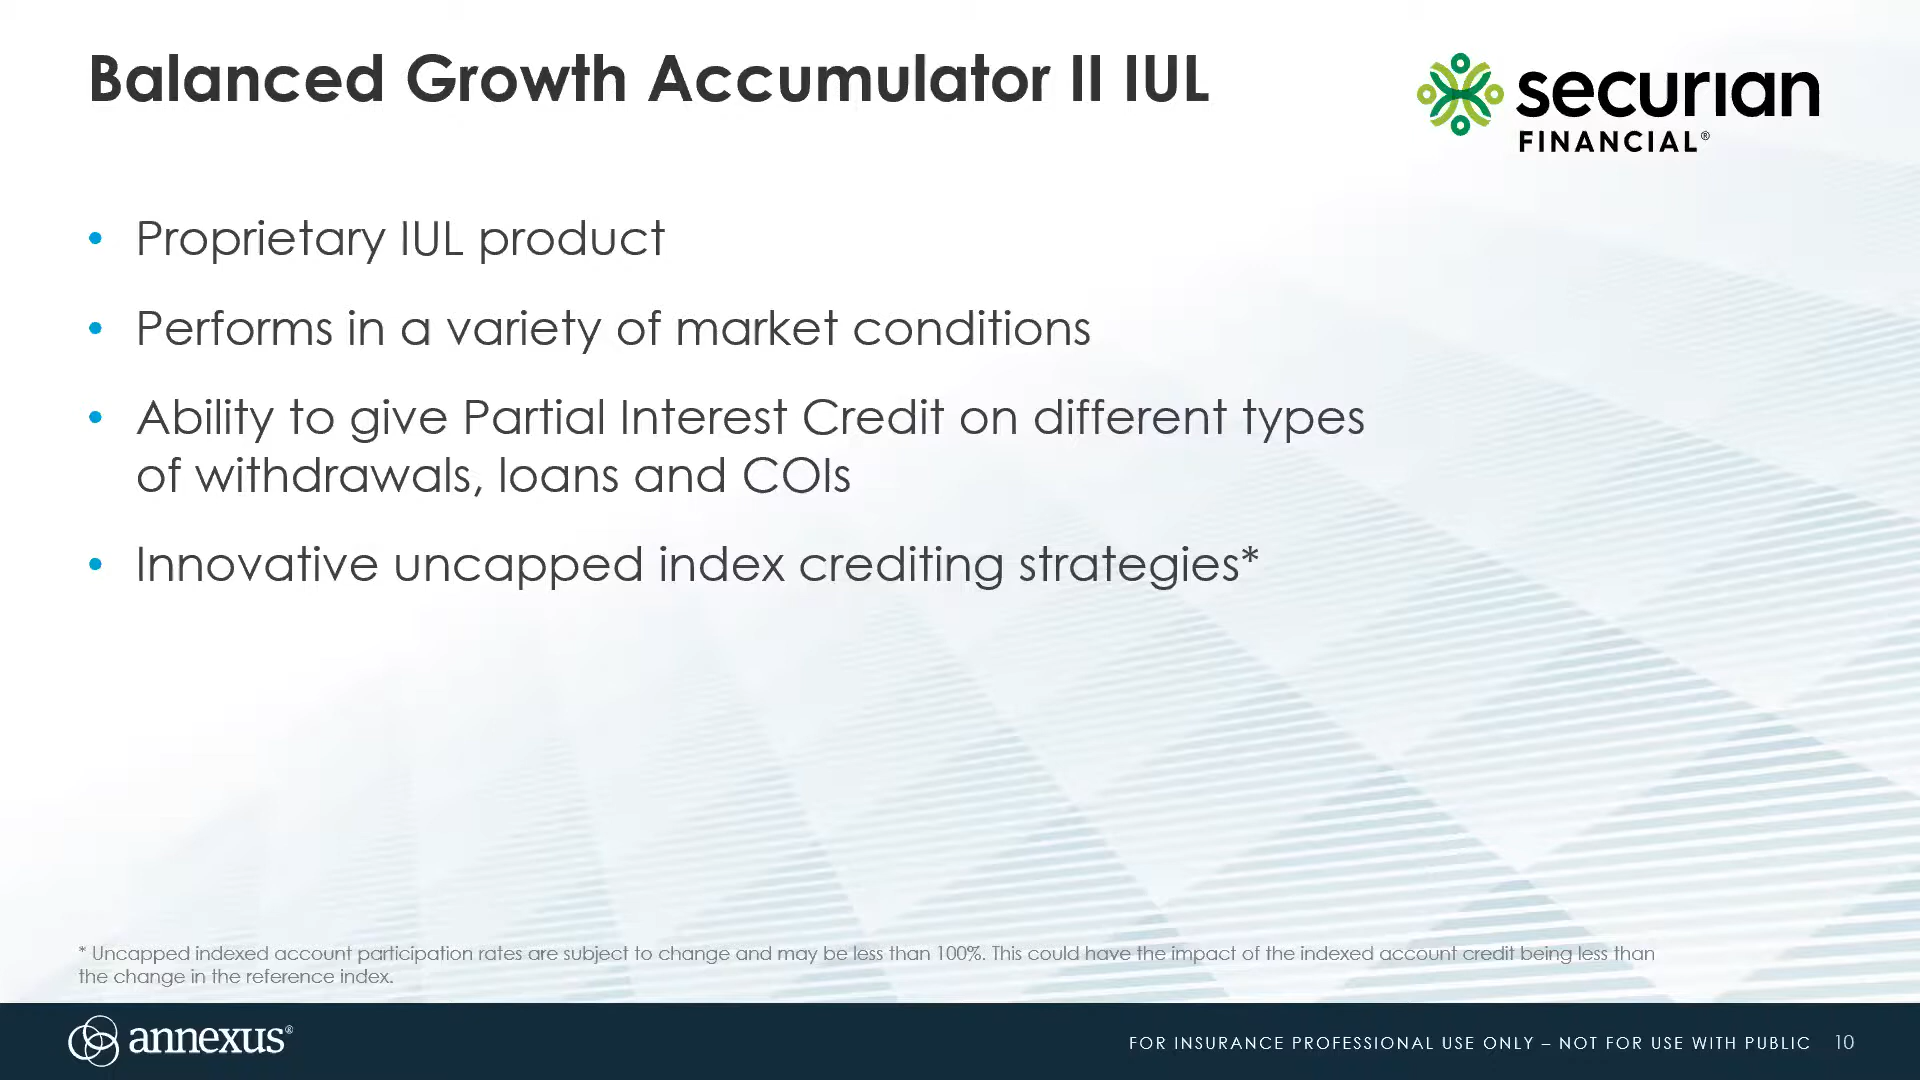 Balanced Growth Accumulator II IUL
securian
FINANCIAL®
• Proprietary IUL product
• Performs in a variety of market conditions
• Ability to give Partial Interest Credit on different types
of withdrawals, loans and COIs
• Innovative uncapped index crediting strategies*
* Uncapped indexed account participation rates are subject to change and may be less than 100%. This could have the impact of the indexed account credit being less than
the change in the reference index.
annexus®
FOR INSURANCE PROFESSIONAL USE ONLY – NOT FOR USE WITH PUBLIC 10